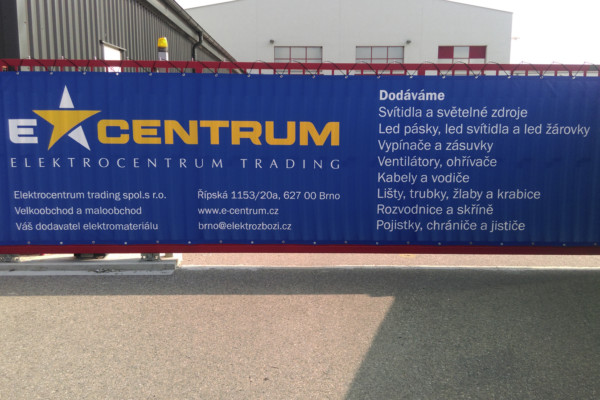 E CENTRUM
ELEKTROCENTRUM TRADING
Elektrocentrum trading spol.s r.o.
Velkoobchod a maloobchod
Váš dodavatel elektromateriálu
Řípská 1153/20a, 627 00 Brno
www.e-centrum.cz
brno@elektrozbozi.cz
Dodáváme
Svítidla a světelné zdroje
Led pásky, led svítidla a led žárovky
Vypínače a zásuvky
Ventilátory, ohřívače
Kabely a vodiče
Lišty, trubky, žlaby a krabice
Rozvodnice a skříně
Pojistky, chrániče a jističe